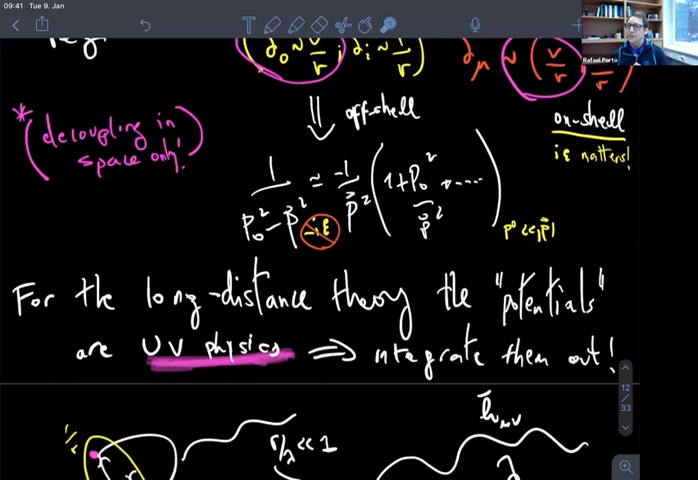 09:41 Tue 9. Jan
reg
(∂₀ ~ v/r ; ∂ᵢ ~ 1/r)
∂μ ~ (v/r, 1/r)
Rafael Porto
off-shell
on-shell
iε matters!
* (decoupling in
space only!)
1/(p₀² - p⃗² - iε) ≃ -1/p⃗² (1 + p₀²/p⃗² + ....)
p⁰ << |p⃗|
For the long-distance theory the "potentials"
are UV physics ⇒ integrate them out!
12
/
33
r/λ << 1
h̄μν
r
λ